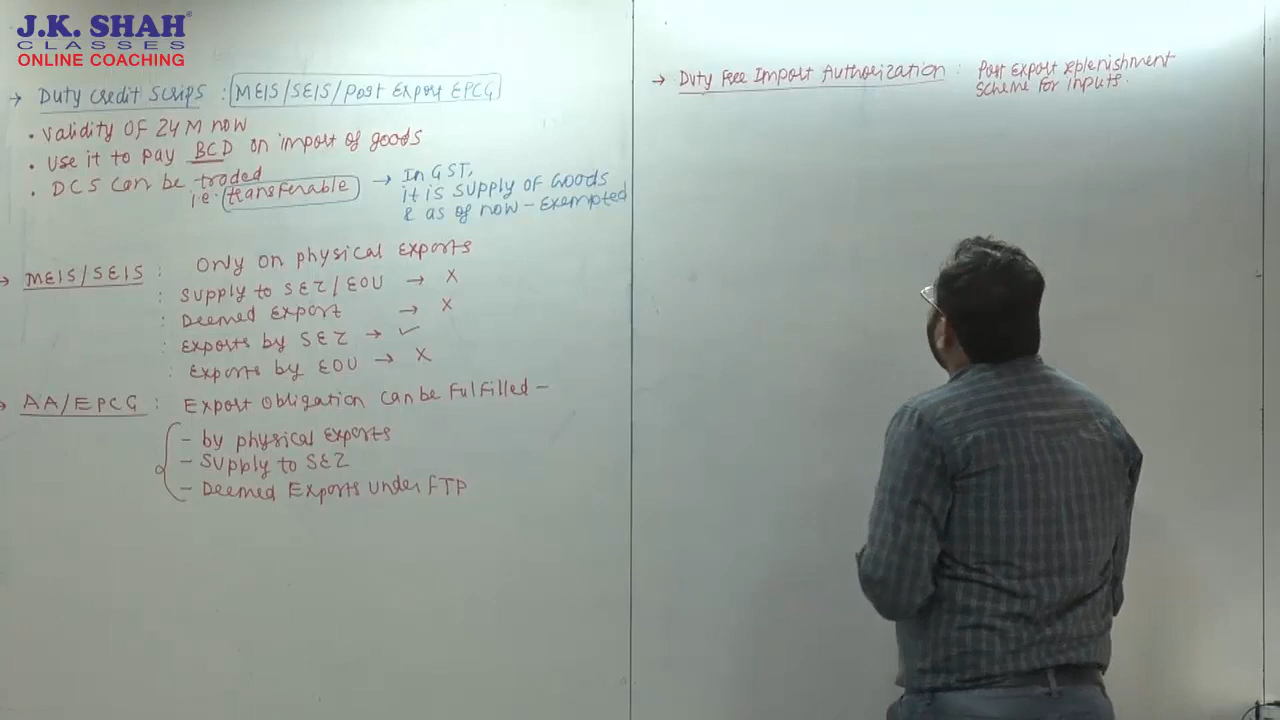 J.K. SHAH®
CLASSES
ONLINE COACHING
→ Duty Credit Scrips : MEIS/SEIS/Post Export EPCG
• Validity of 24 M now
• Use it to pay BCD on import of goods
• DCS can be traded
i.e. transferable → In GST,
it is supply of Goods
& as of now - Exempted
→ MEIS/SEIS : Only on physical Exports
: Supply to SEZ/EOU → X
: Deemed Export → X
: Exports by SEZ → ✓
: Exports by EOU → X
→ AA/EPCG : Export Obligation can be Fulfilled -
- by physical Exports
- Supply to SEZ
- Deemed Exports under FTP
→ Duty Free Import Authorization : Post Export replenishment
Scheme for inputs.